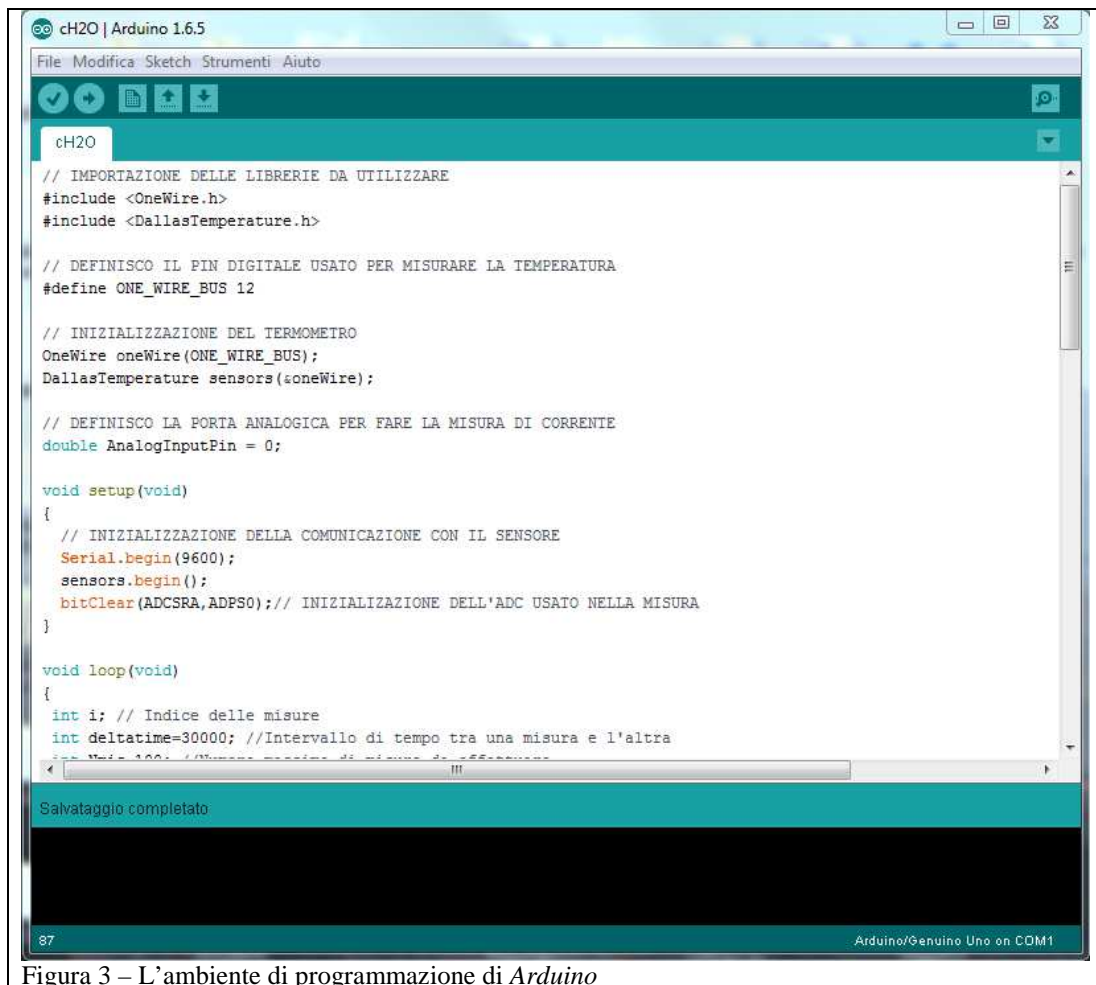 cH2O | Arduino 1.6.5
File Modifica Sketch Strumenti Aiuto
cH2O
// IMPORTAZIONE DELLE LIBRERIE DA UTILIZZARE
#include <OneWire.h>
#include <DallasTemperature.h>
// DEFINISCO IL PIN DIGITALE USATO PER MISURARE LA TEMPERATURA
#define ONE_WIRE_BUS 12
// INIZIALIZZAZIONE DEL TERMOMETRO
OneWire oneWire(ONE_WIRE_BUS);
DallasTemperature sensors(&oneWire);
// DEFINISCO LA PORTA ANALOGICA PER FARE LA MISURA DI CORRENTE
double AnalogInputPin = 0;
void setup(void)
{
// INIZIALIZZAZIONE DELLA COMUNICAZIONE CON IL SENSORE
Serial.begin(9600);
sensors.begin();
bitClear(ADCSRA,ADPS0);// INIZIALIZAZIONE DELL'ADC USATO NELLA MISURA
}
void loop(void)
{
int i; // Indice delle misure
int deltatime=30000; //Intervallo di tempo tra una misura e l'altra
Salvataggio completato
87
Arduino/Genuino Uno on COM1
Figura 3 – L'ambiente di programmazione di Arduino